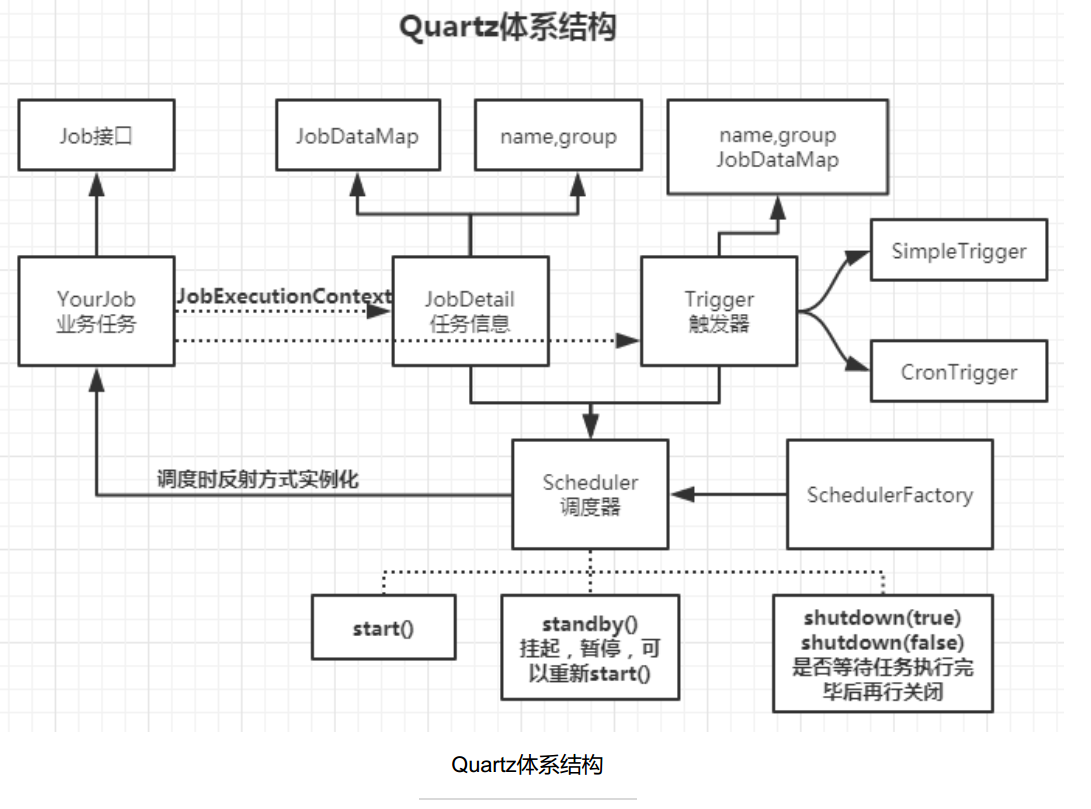 Quartz体系结构
Job接口
JobDataMap
name,group
name,group
JobDataMap
SimpleTrigger
YourJob
业务任务
JobExecutionContext
JobDetail
任务信息
Trigger
触发器
CronTrigger
调度时反射方式实例化
Scheduler
调度器
SchedulerFactory
start()
standby()
挂起，暂停，可
以重新start()
shutdown(true)
shutdown(false)
是否等待任务执行完
毕后再行关闭
Quartz体系结构